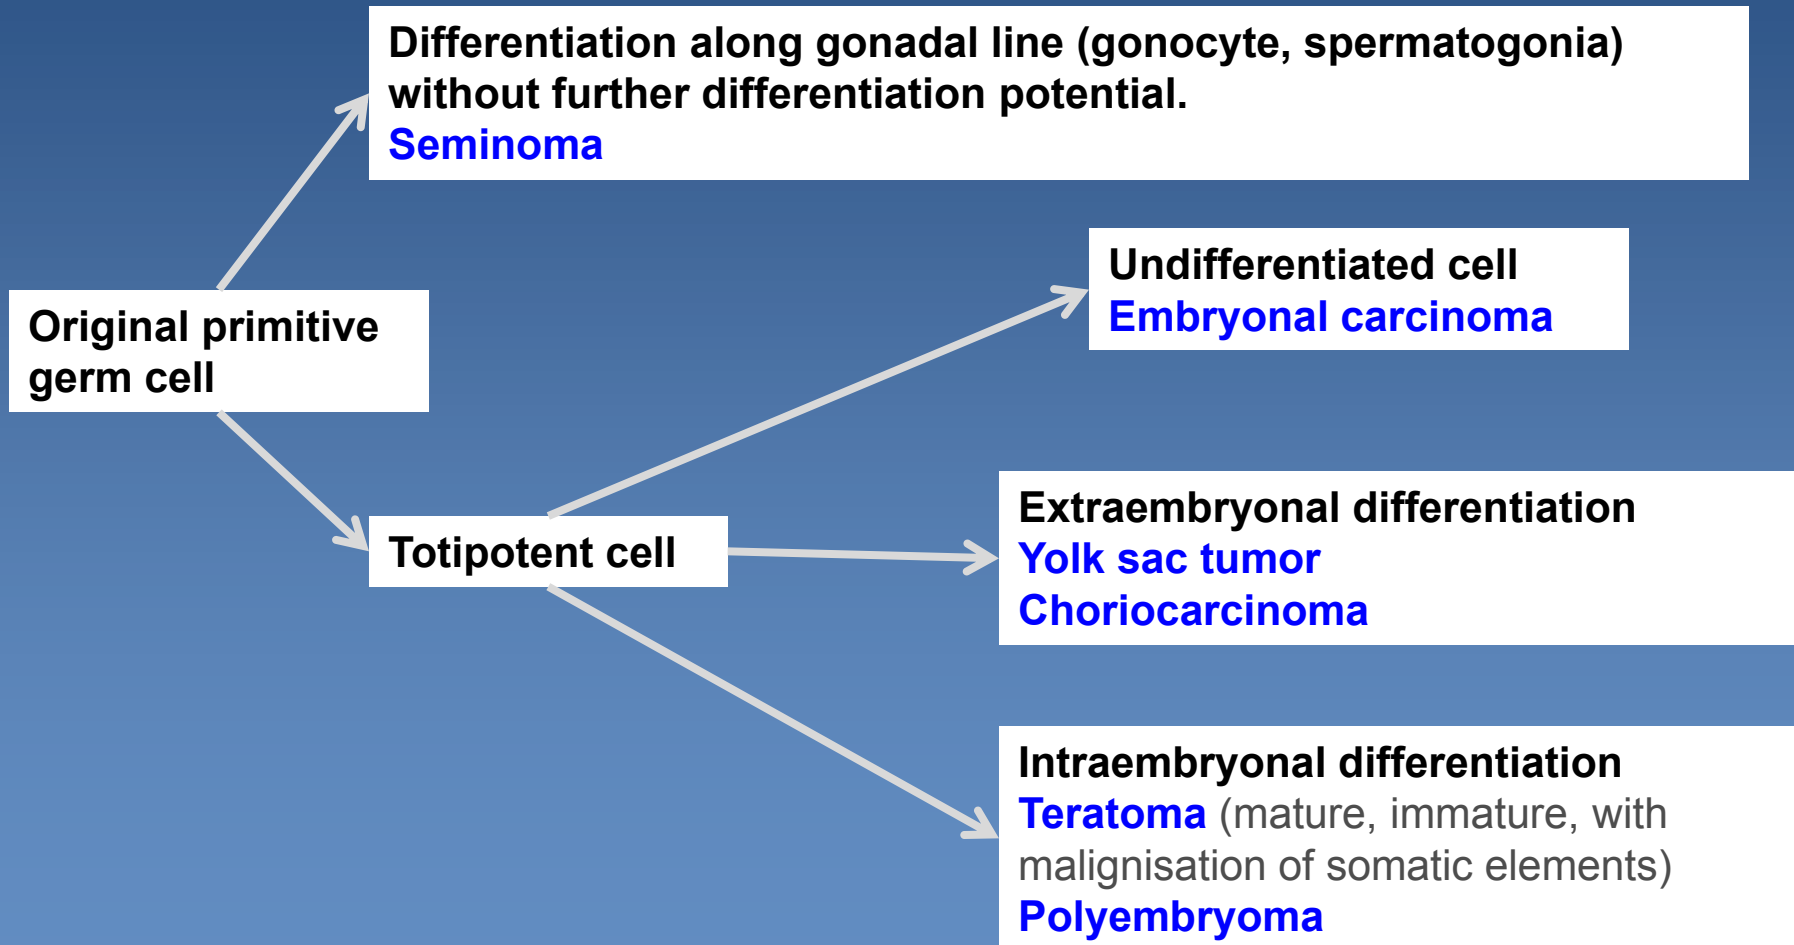 Differentiation along gonadal line (gonocyte, spermatogonia)
without further differentiation potential.
Seminoma
Undifferentiated cell
Embryonal carcinoma
Original primitive
germ cell
Totipotent cell
Extraembryonal differentiation
Yolk sac tumor
Choriocarcinoma
Intraembryonal differentiation
Teratoma (mature, immature, with
malignisation of somatic elements)
Polyembryoma